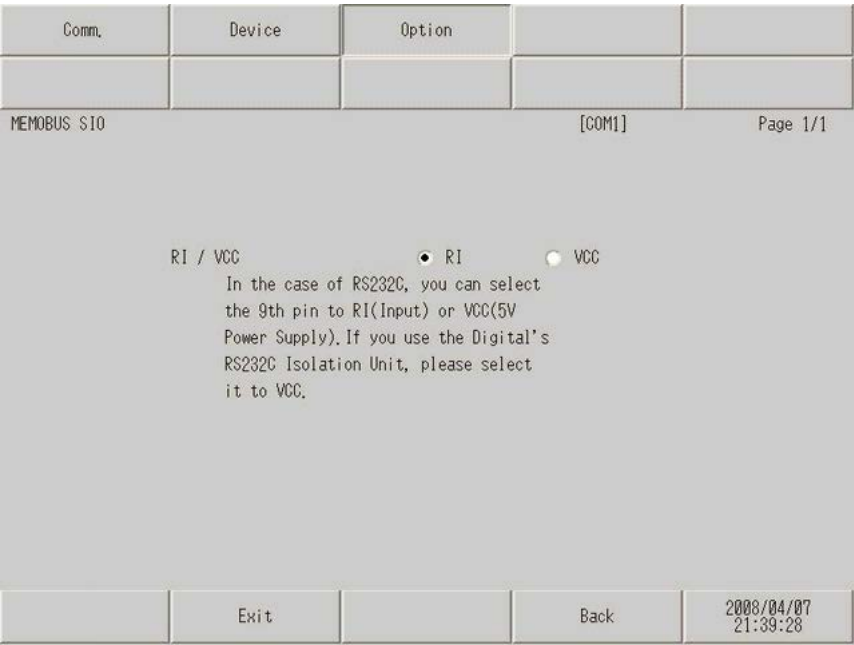 Comm. Device Option
MEMOBUS SIO [COM1] Page 1/1
RI / VCC RI VCC
In the case of RS232C, you can select
the 9th pin to RI(Input) or VCC(5V
Power Supply). If you use the Digital's
RS232C Isolation Unit, please select
it to VCC.
Exit Back 2008/04/07
21:39:28